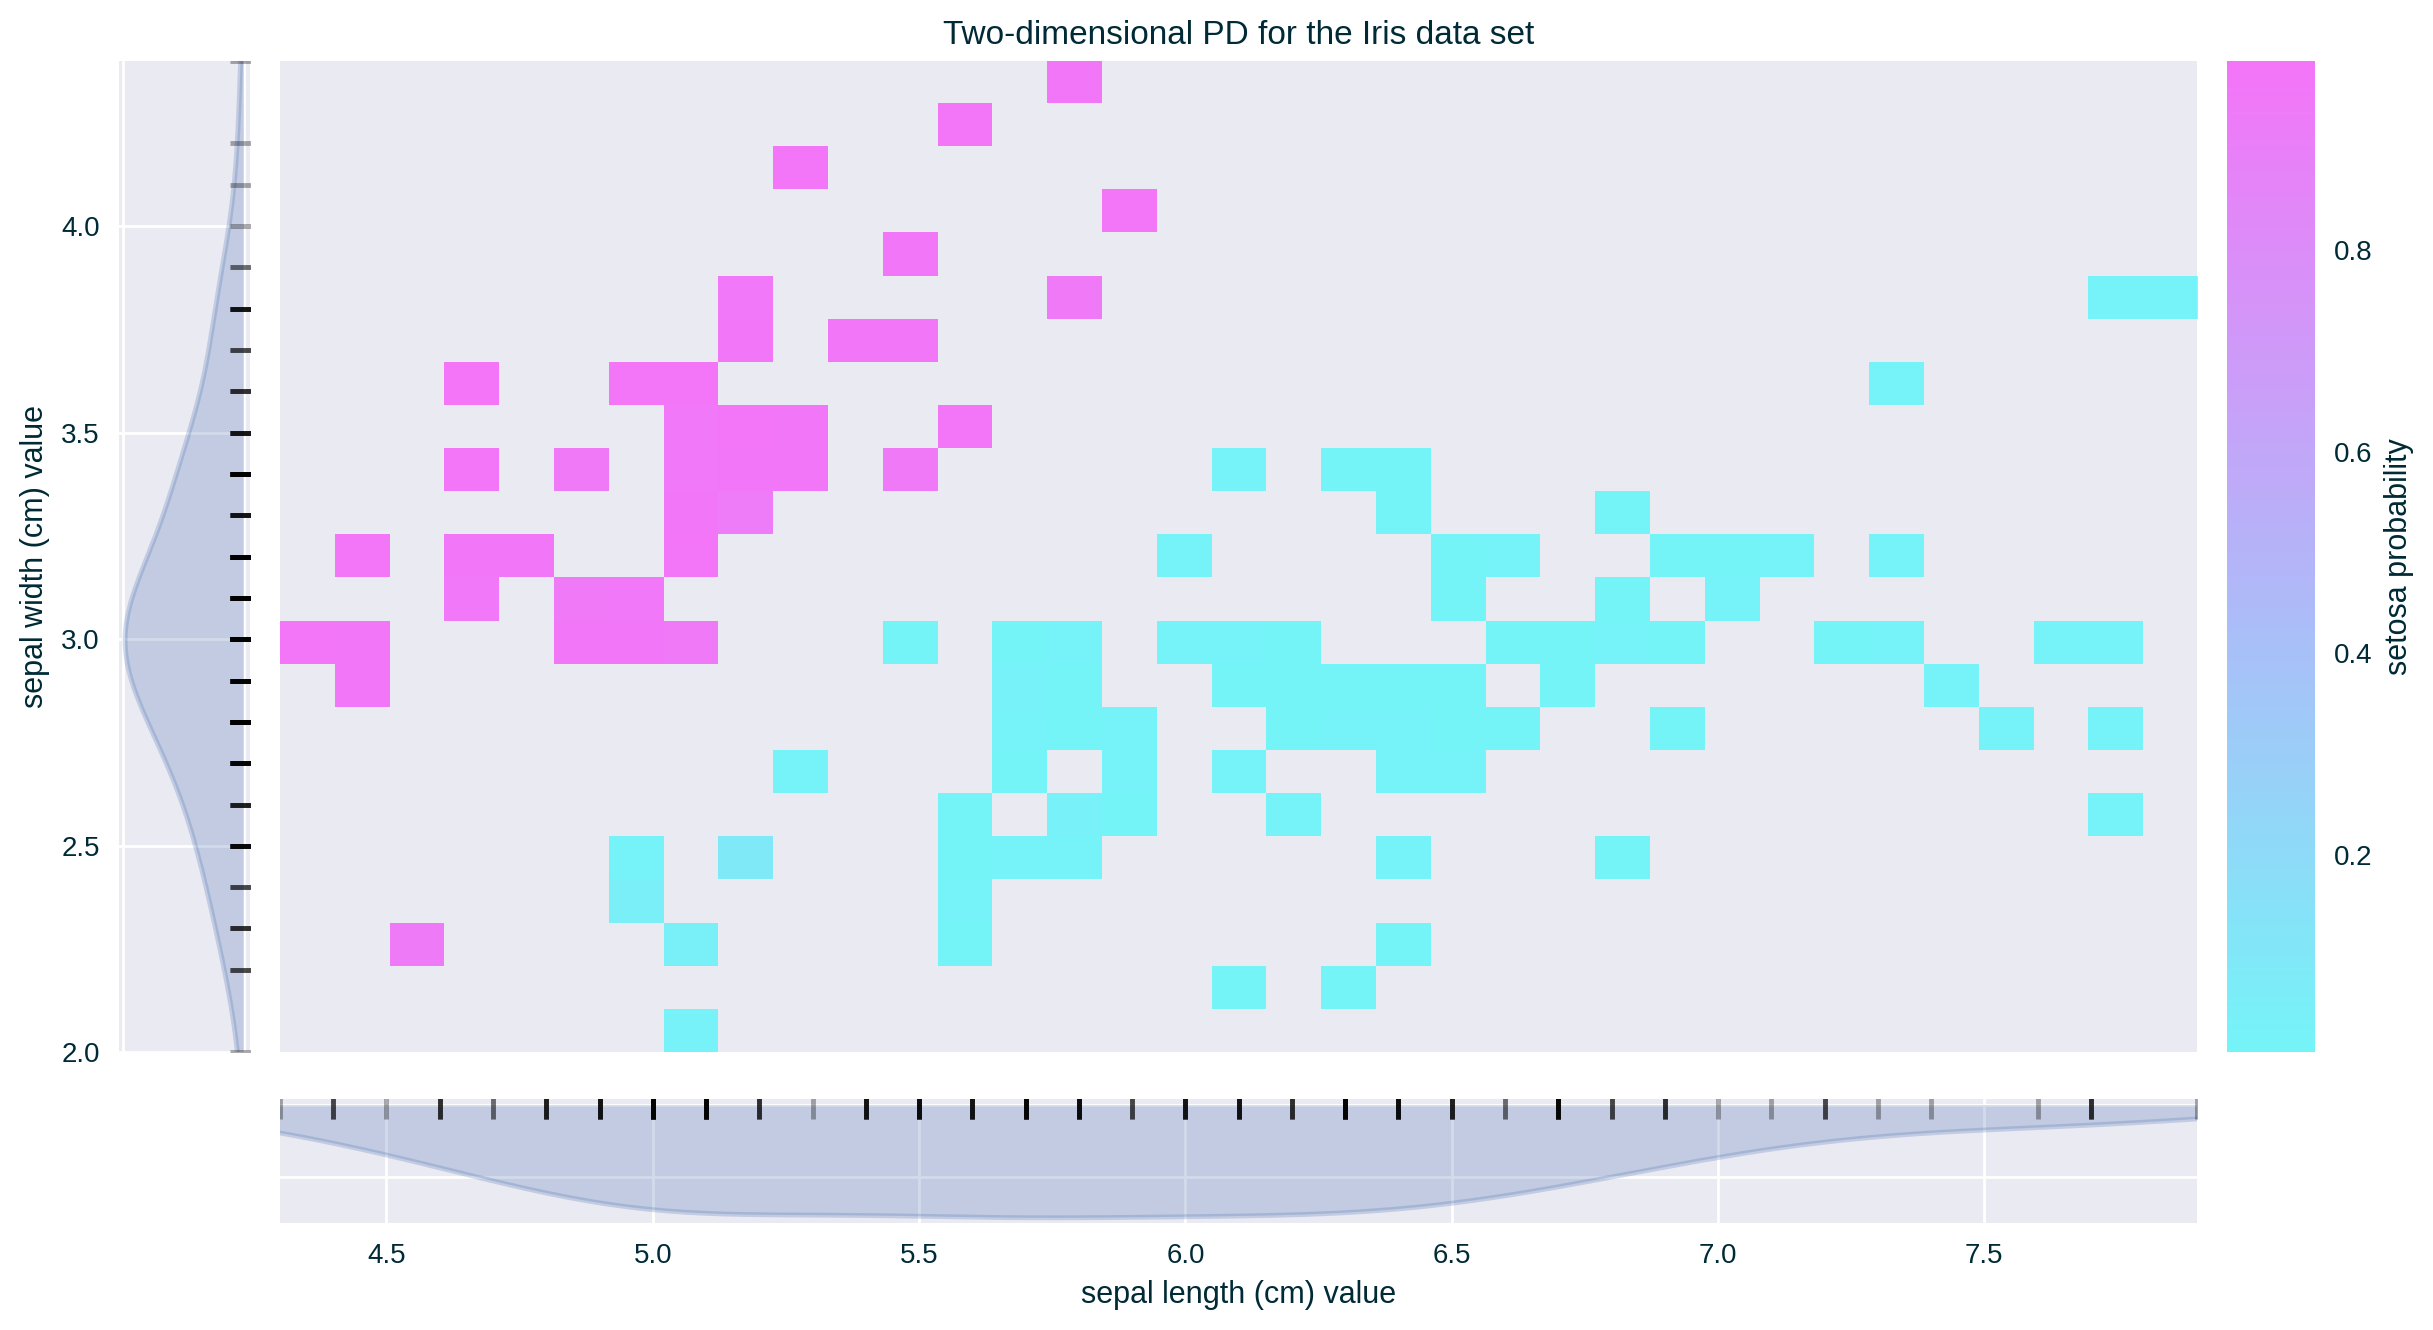 Two-dimensional PD for the Iris data set
sepal width (cm) value
4.0
3.5
3.0
2.5
2.0
0.8
0.6
0.4
0.2
setosa probability
4.5 5.0 5.5 6.0 6.5 7.0 7.5
sepal length (cm) value